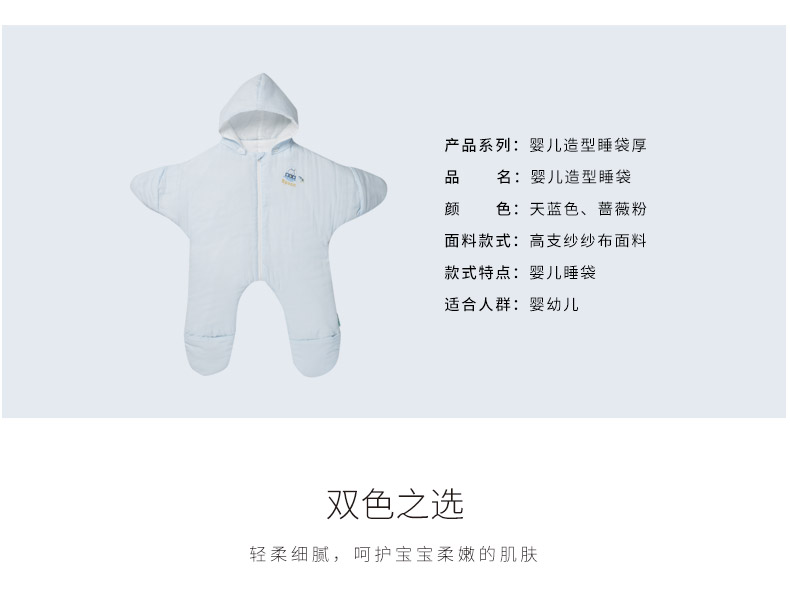 产品系列：婴儿造型睡袋厚
品 名：婴儿造型睡袋
颜 色：天蓝色、蔷薇粉
面料款式：高支纱纱布面料
款式特点：婴儿睡袋
适合人群：婴幼儿
双色之选
轻柔细腻，呵护宝宝柔嫩的肌肤